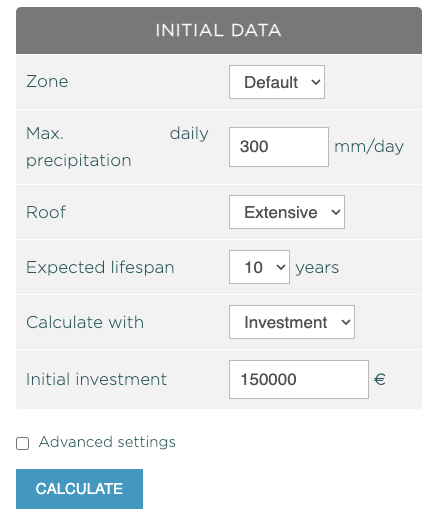 INITIAL DATA
Zone Default
Max. daily
precipitation 300 mm/day
Roof Extensive
Expected lifespan 10 years
Calculate with Investment
Initial investment 150000 €
Advanced settings
CALCULATE